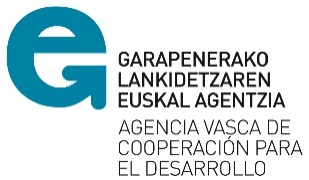 GARAPENERAKO
LANKIDETZAREN
EUSKAL AGENTZIA
AGENCIA VASCA DE
COOPERACIÓN PARA
EL DESARROLLO